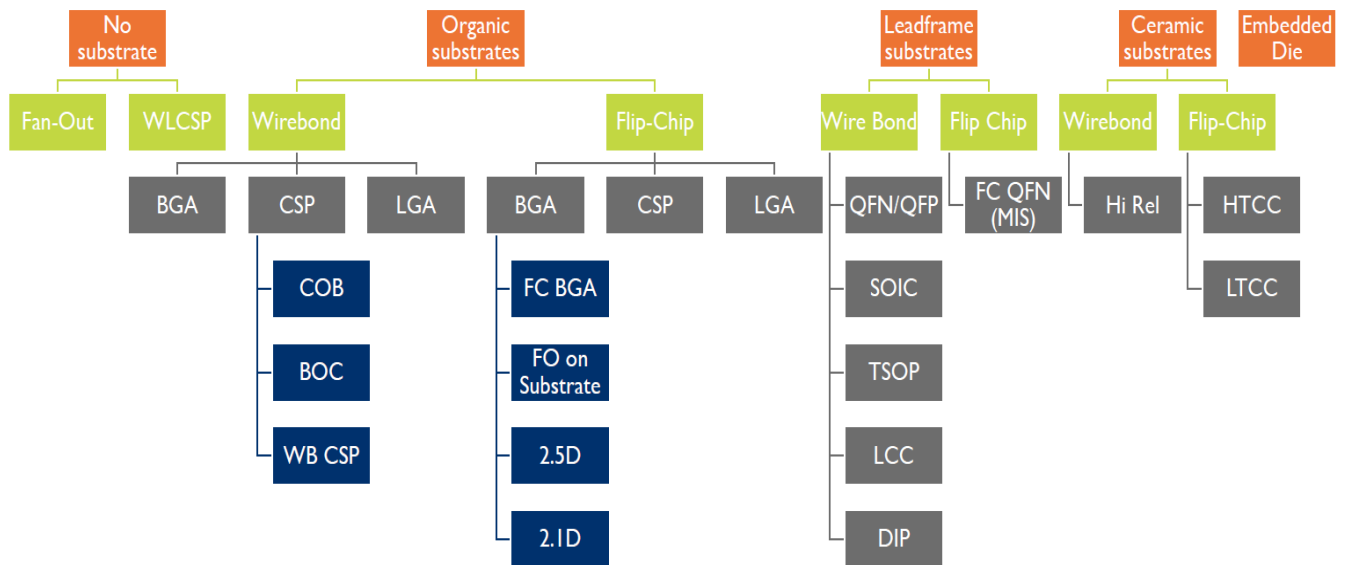 No
substrate
Organic
substrates
Leadframe
substrates
Ceramic
substrates
Embedded
Die
Fan-Out
WLCSP
Wirebond
Flip-Chip
Wire Bond
Flip Chip
Wirebond
Flip-Chip
BGA
CSP
LGA
BGA
CSP
LGA
QFN/QFP
FC QFN
(MIS)
Hi Rel
HTCC
COB
FC BGA
SOIC
LTCC
BOC
FO on
Substrate
TSOP
WB CSP
2.5D
LCC
2.1D
DIP